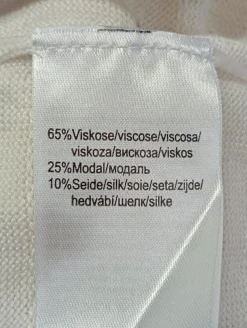 65%Viskose/viscose/viscosa/
viskoza/вискоза/viskos
25%Modal/модаль
10%Seide/silk/soie/seta/zijde/
hedvábí/шелк/silke